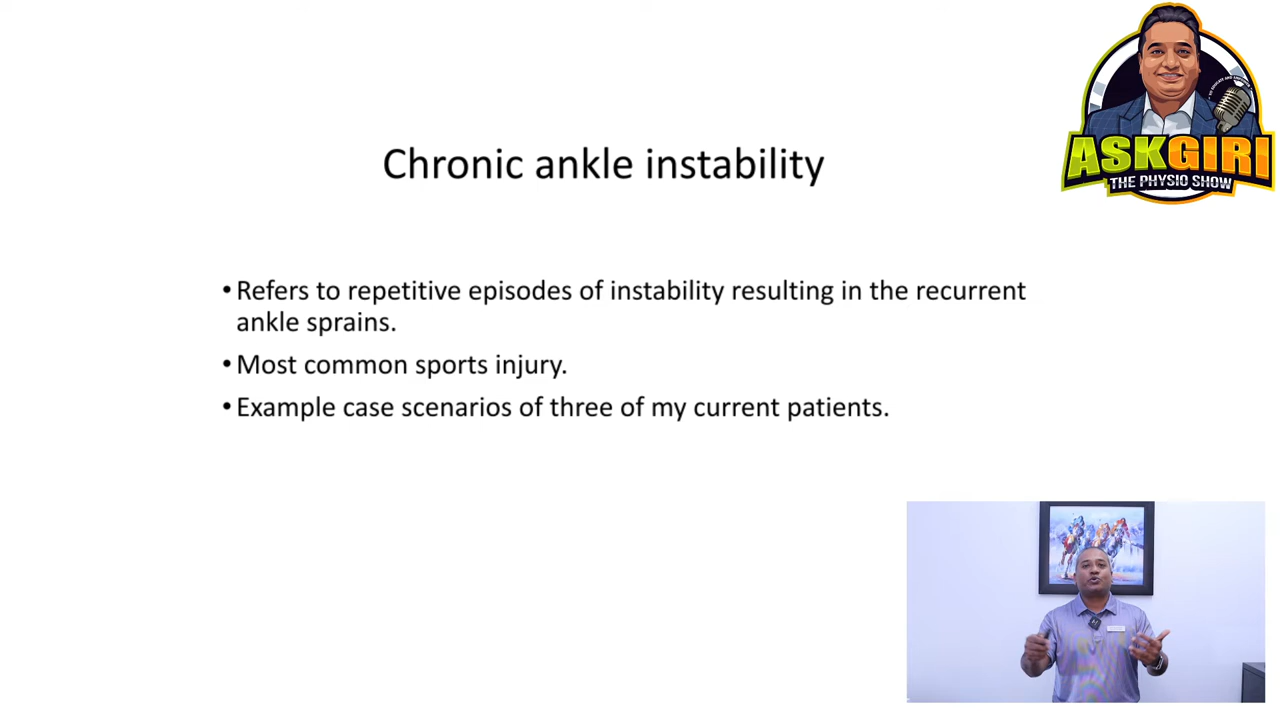 Chronic ankle instability
• Refers to repetitive episodes of instability resulting in the recurrent
ankle sprains.
• Most common sports injury.
• Example case scenarios of three of my current patients.
ASKGIRI
THE PHYSIO SHOW